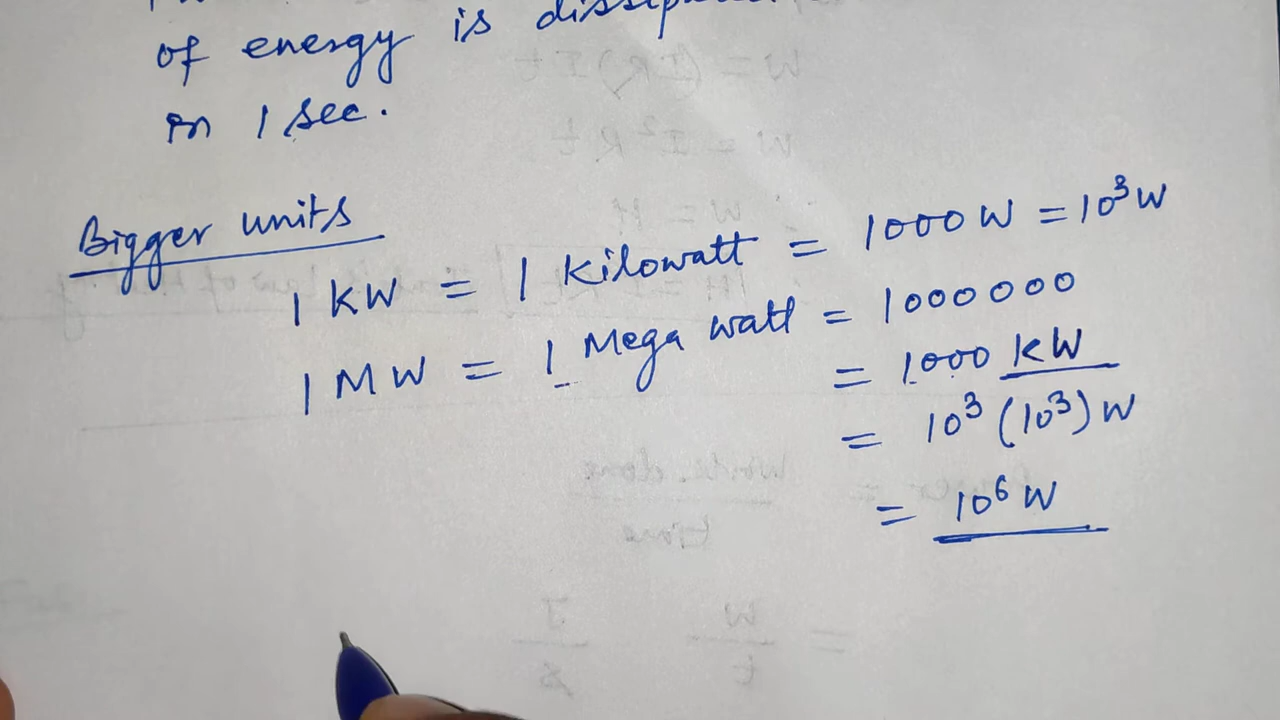 of energy is
in 1 sec.
Bigger units
1 KW = 1 Kilowatt = 1000 W = 10³ W
1 MW = 1 Mega watt = 1000000
= 1000 KW
= 10³ (10³) W
= 10⁶ W